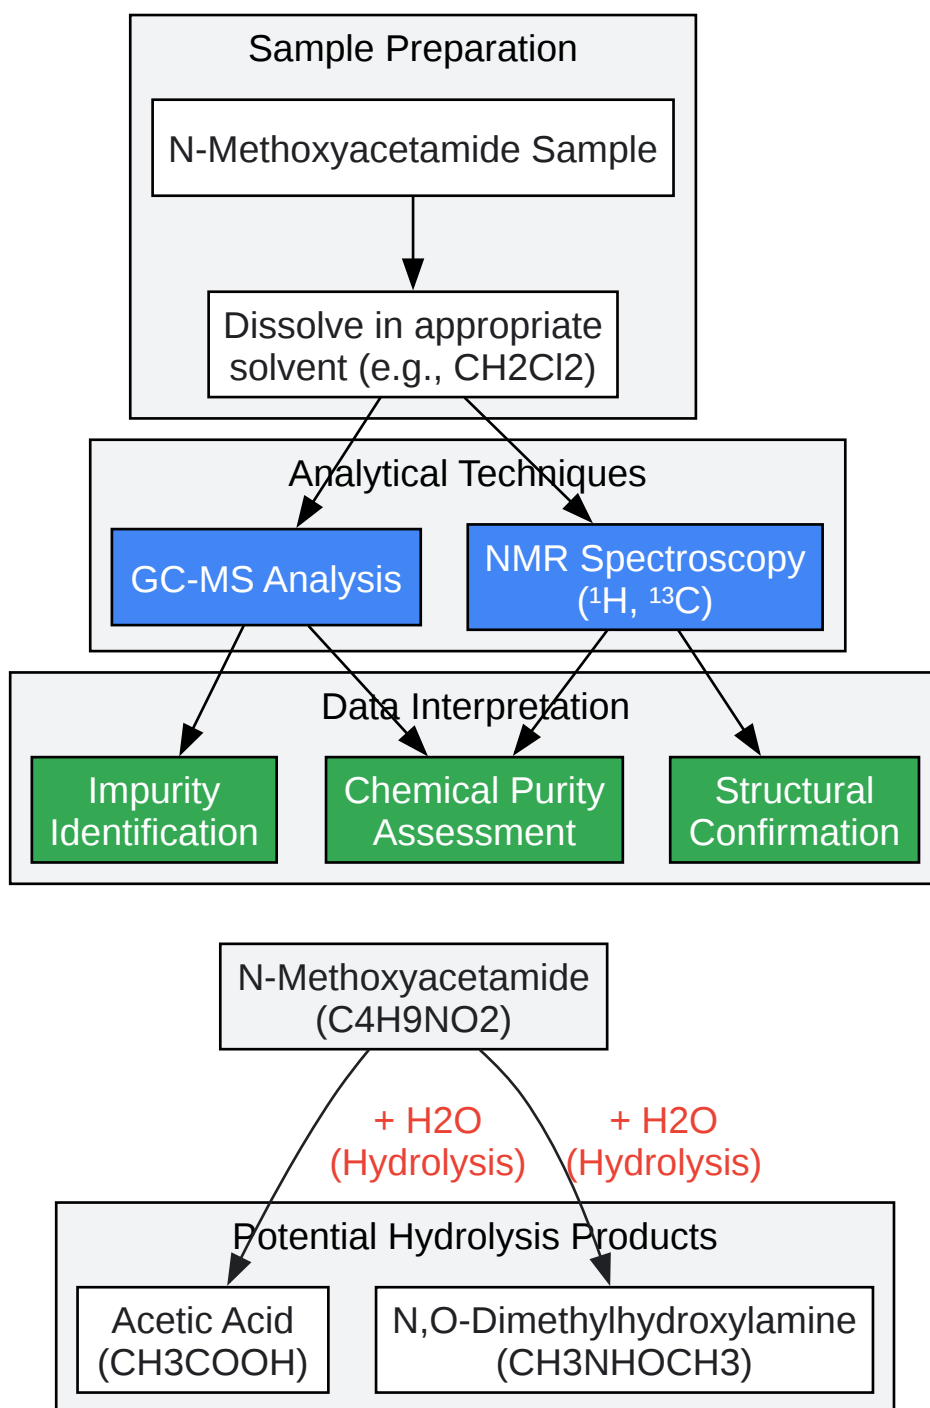 Sample Preparation
N-Methoxyacetamide Sample
Dissolve in appropriate
solvent (e.g., CH2Cl2)
Analytical Techniques
GC-MS Analysis
NMR Spectroscopy
(¹H, ¹³C)
Data Interpretation
Impurity
Identification
Chemical Purity
Assessment
Structural
Confirmation
N-Methoxyacetamide
(C4H9NO2)
+ H2O
(Hydrolysis)
+ H2O
(Hydrolysis)
Potential Hydrolysis Products
Acetic Acid
(CH3COOH)
N,O-Dimethylhydroxylamine
(CH3NHOCH3)